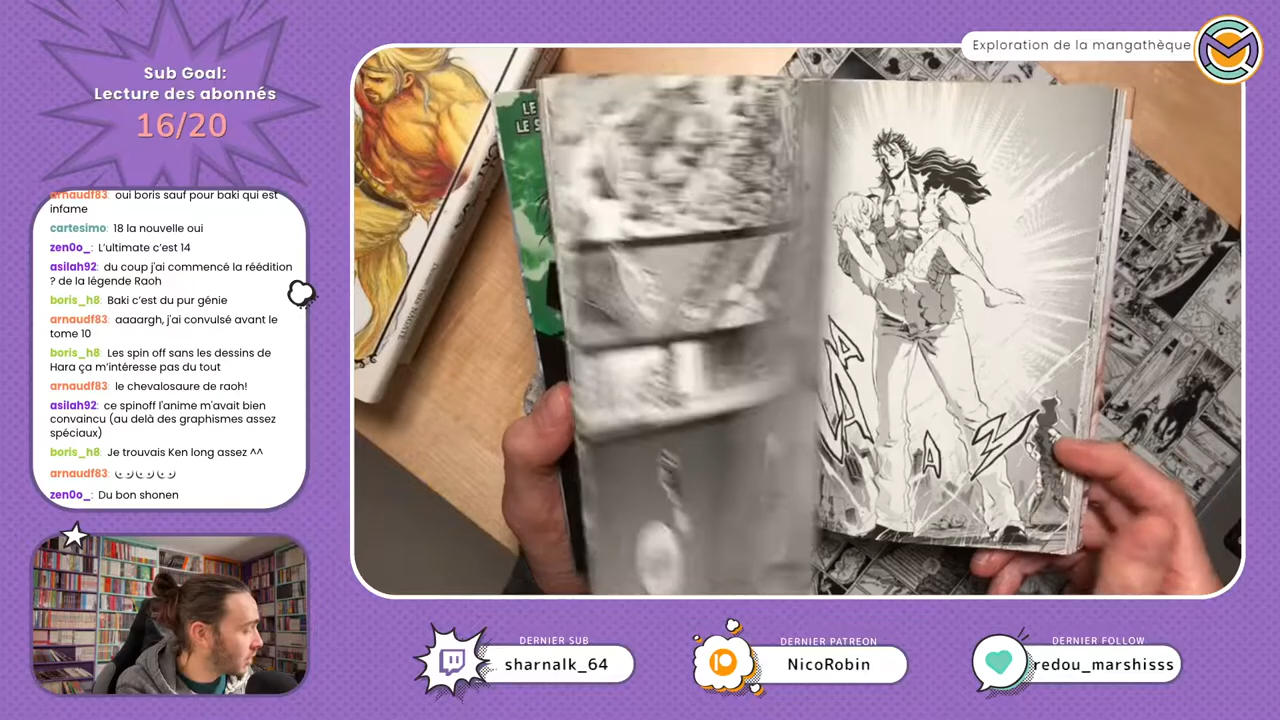 Sub Goal:
Lecture des abonnés
16/20
Exploration de la mangathèque
arnaudf83: oui boris sauf pour baki qui est
infame
cartesimo: 18 la nouvelle oui
zen0o_: L'ultimate c'est 14
asilah92: du coup j'ai commencé la réédition
? de la légende Raoh
boris_h8: Baki c'est du pur génie
arnaudf83: aaaargh, j'ai convulsé avant le
tome 10
boris_h8: Les spin off sans les dessins de
Hara ça m'intéresse pas du tout
arnaudf83: le chevalosaure de raoh!
asilah92: ce spinoff l'anime m'avait bien
convaincu (au delà des graphismes assez
spéciaux)
boris_h8: Je trouvais Ken long assez ^^
arnaudf83:
zen0o_: Du bon shonen
LE
LE S
DERNIER SUB
sharnalk_64
DERNIER PATREON
NicoRobin
DERNIER FOLLOW
redou_marshisss